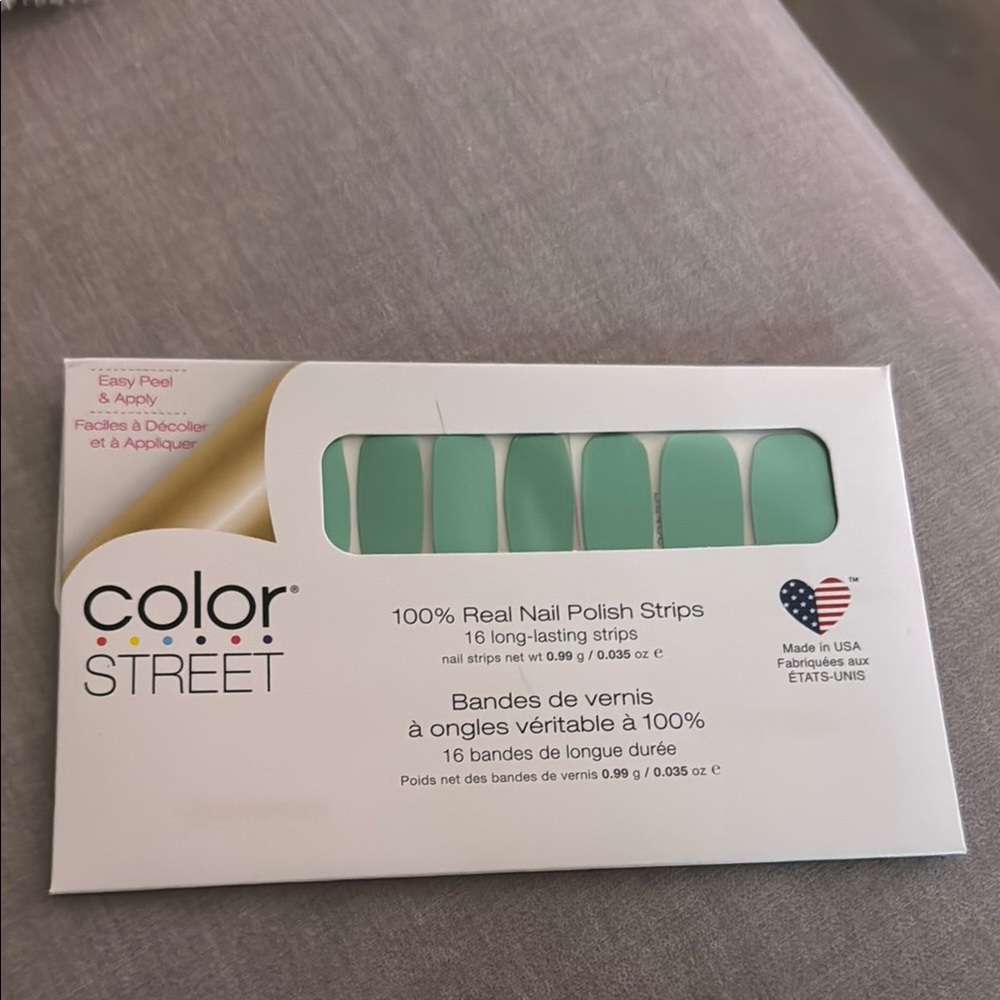 Easy Peel
& Apply
Faciles à Décoller
et à Appliquer
color®
STREET
100% Real Nail Polish Strips
16 long-lasting strips
nail strips net wt 0.99 g / 0.035 oz ℮
Bandes de vernis
à ongles véritable à 100%
16 bandes de longue durée
Poids net des bandes de vernis 0.99 g / 0.035 oz ℮
™
Made in USA
Fabriquées aux
ÉTATS-UNIS